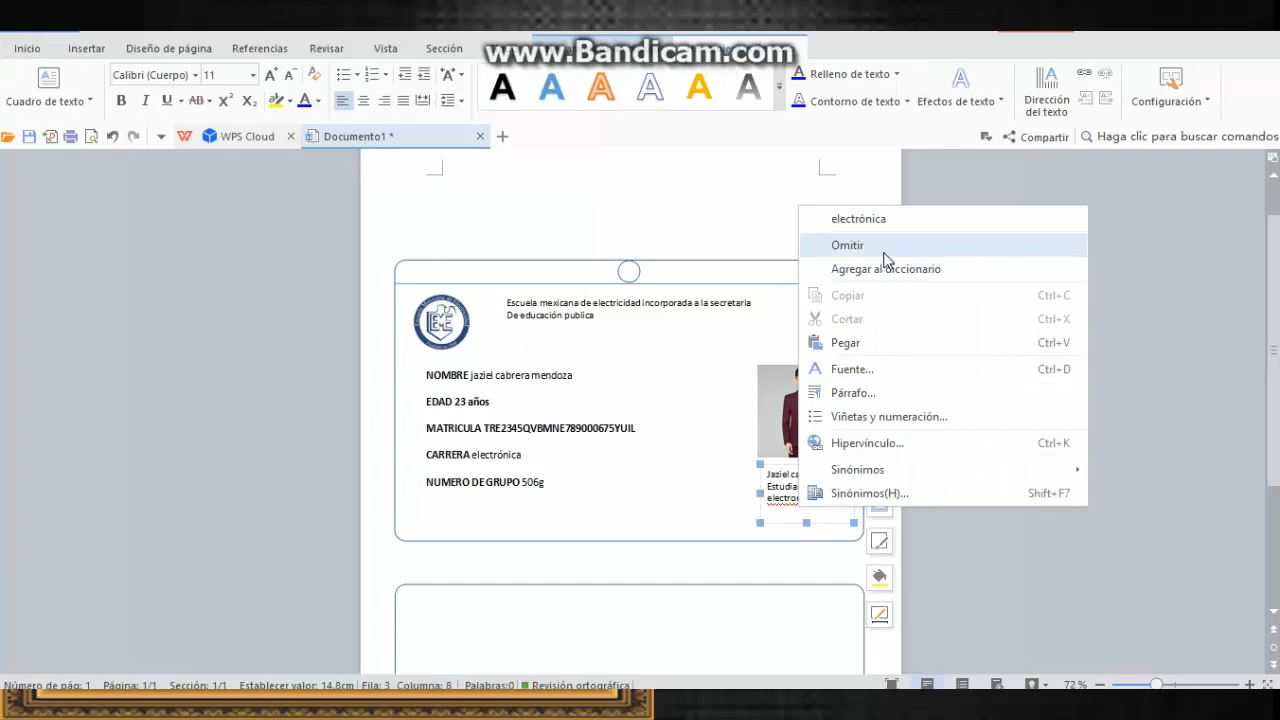 www.Bandicam.com
Inicio Insertar Diseño de página Referencias Revisar Vista Sección
Calibri (Cuerpo) 11 Relleno de texto
Cuadro de texto Contorno de texto Efectos de texto Dirección del texto Configuración
WPS Cloud Documento1 * Compartir Haga clic para buscar comandos
Escuela mexicana de electricidad incorporada a la secretaria
De educación publica
NOMBRE jaziel cabrera mendoza
EDAD 23 años
MATRICULA TRE2345QVBMNE789000675YUIL
CARRERA electrónica
NUMERO DE GRUPO 506g
Jaziel
electrónica
Omitir
Agregar al diccionario
Copiar Ctrl+C
Cortar Ctrl+X
Pegar Ctrl+V
Fuente... Ctrl+D
Párrafo...
Viñetas y numeración...
Hipervínculo... Ctrl+K
Sinónimos
Sinónimos(H)... Shift+F7
Número de pág: 1 Página: 1/1 Sección: 1/1 Establecer valor: 14.8cm Fila: 3 Columna: 8 Palabras:0 Revisión ortográfica 72 %